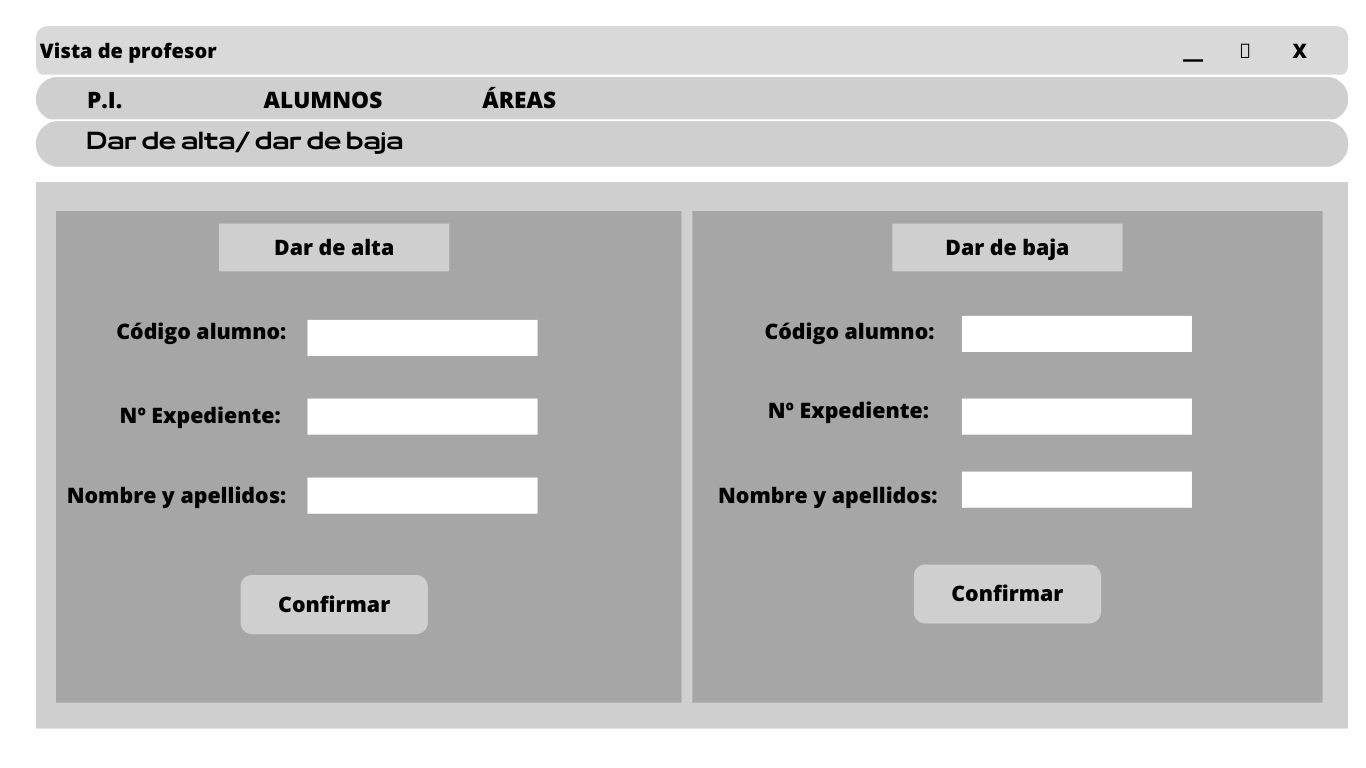 Vista de profesor __ X
P.I. ALUMNOS ÁREAS
Dar de alta/ dar de baja
Dar de alta
Código alumno:
Nº Expediente:
Nombre y apellidos:
Confirmar
Dar de baja
Código alumno:
Nº Expediente:
Nombre y apellidos:
Confirmar